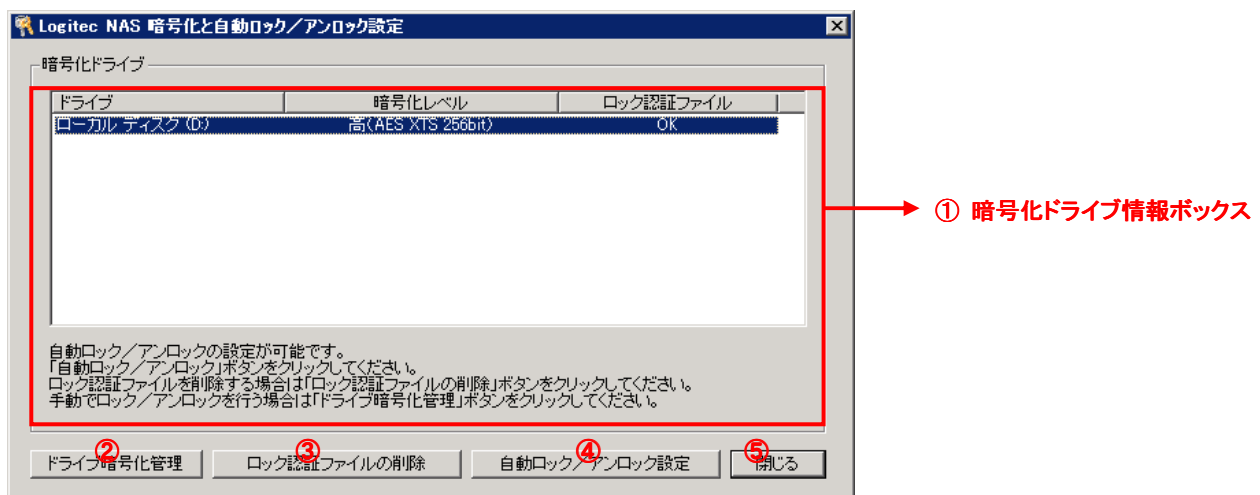 Logitec NAS 暗号化と自動ロック／アンロック設定
暗号化ドライブ
ドライブ 暗号化レベル ロック認証ファイル
ローカル ディスク (D:) 高(AES XTS 256bit) OK
① 暗号化ドライブ情報ボックス
自動ロック／アンロックの設定が可能です。
「自動ロック／アンロック」ボタンをクリックしてください。
ロック認証ファイルを削除する場合は「ロック認証ファイルの削除」ボタンをクリックしてください。
手動でロック／アンロックを行う場合は「ドライブ暗号化管理」ボタンをクリックしてください。
② ③ ④ ⑤
ドライブ暗号化管理 ロック認証ファイルの削除 自動ロック／アンロック設定 閉じる